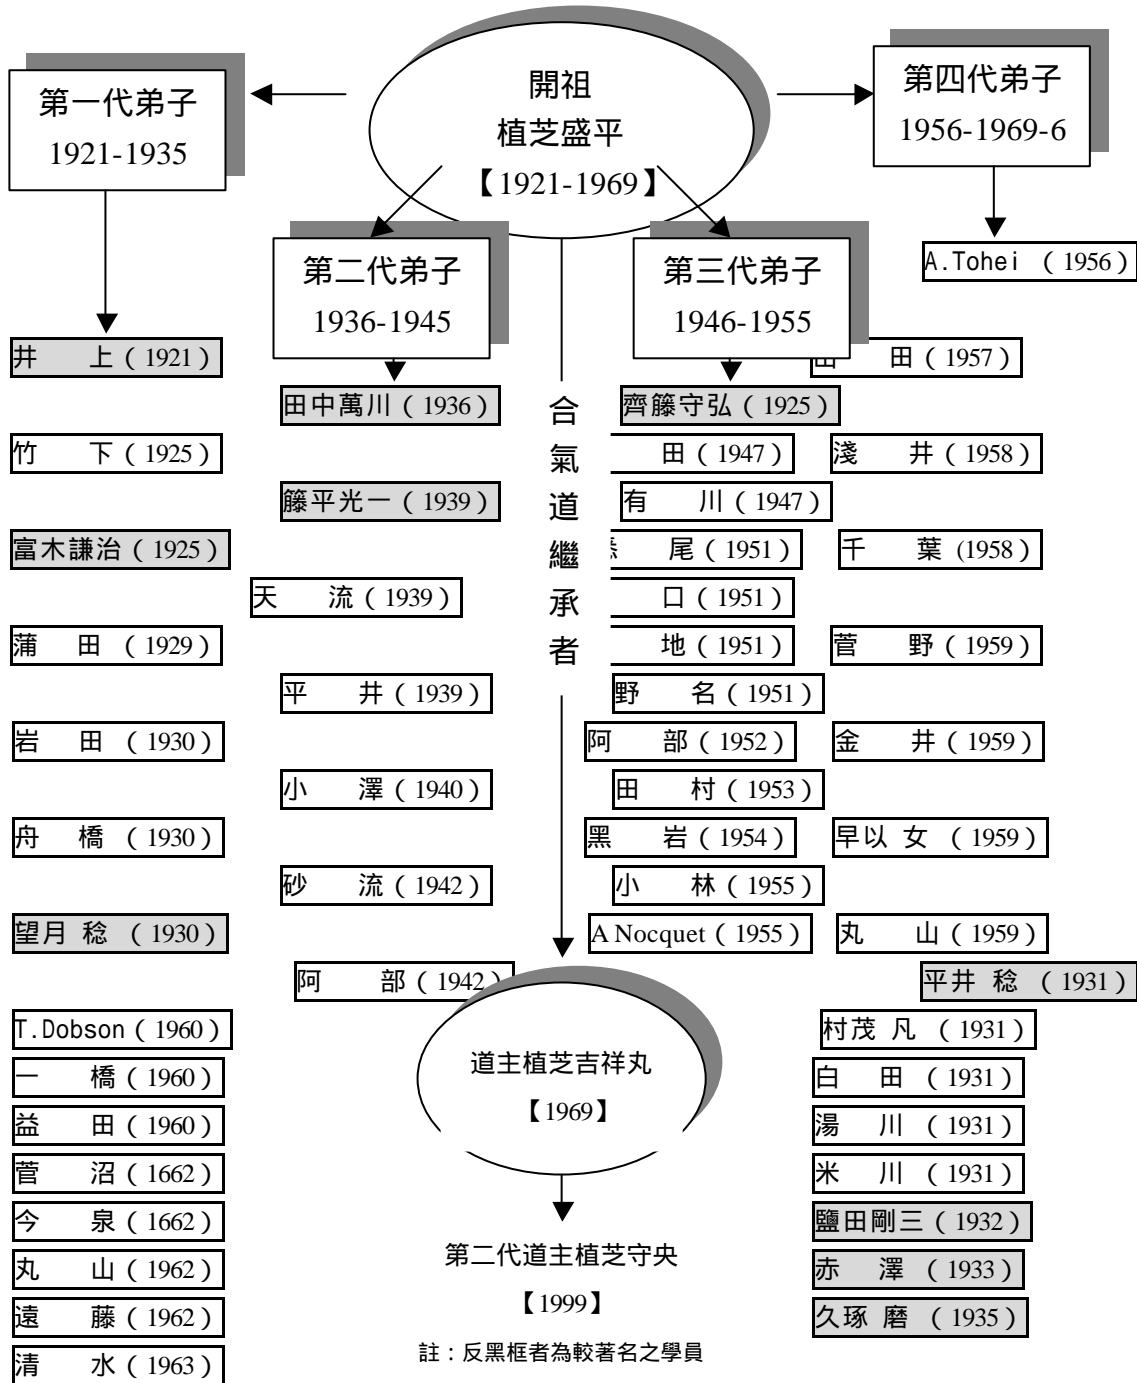 開祖
植芝盛平
【1921-1969】
第一代弟子
1921-1935
第四代弟子
1956-1969-6
第二代弟子
1936-1945
第三代弟子
1946-1955
A.Tohei （1956）
井 上（1921）
田（1957）
田中萬川（1936）
齊籐守弘（1925）
竹 下（1925）
田（1947）
淺 井（1958）
籐平光一（1939）
有 川（1947）
富木謙治（1925）
尾（1951）
千 葉 (1958）
天 流（1939）
口（1951）
蒲 田 （1929）
地（1951）
菅 野（1959）
平 井（1939）
野 名（1951）
岩 田 （1930）
阿 部（1952）
金 井（1959）
小 澤（1940）
田 村（1953）
舟 橋（1930）
黑 岩（1954）
早以 女 （1959）
砂 流（1942）
小 林（1955）
望月 稔 （1930）
A Nocquet（1955）
丸 山（1959）
阿 部（1942）
平井 稔 （1931）
合氣道繼承者
T.Dobson（1960）
村茂 凡 （1931）
一 橋（1960）
白 田 （1931）
益 田（1960）
湯 川 （1931）
菅 沼（1662）
米 川 （1931）
今 泉（1662）
鹽田剛三（1932）
丸 山（1962）
赤 澤 （1933）
遠 藤（1962）
久琢 磨 （1935）
清 水（1963）
道主植芝吉祥丸
【1969】
第二代道主植芝守央
【1999】
註：反黑框者為較著名之學員